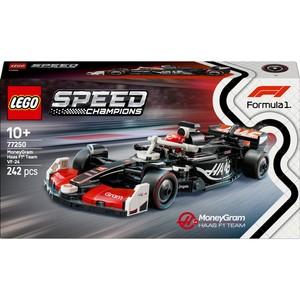 LEGO
SPEED
CHAMPIONS
F1
Formula 1
10+
77250
MoneyGram
Haas F1® Team
VF-24
242 pcs
HAAS
MoneyGram
HAAS F1 TEAM